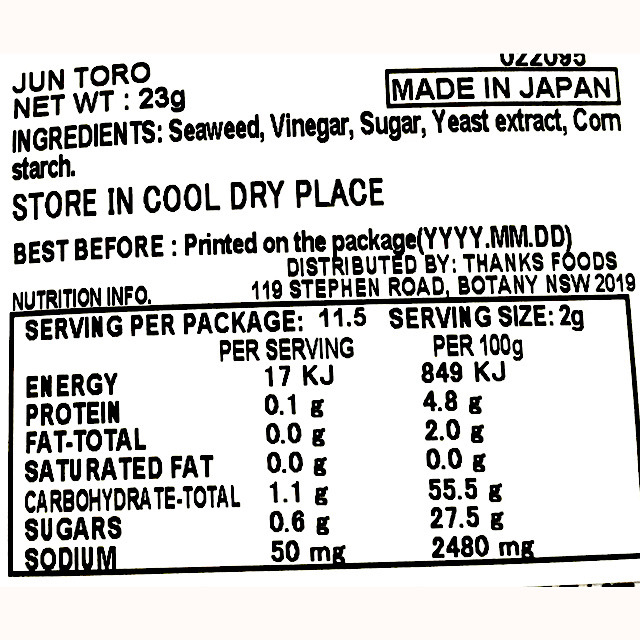 022095
JUN TORO
MADE IN JAPAN
NET WT : 23g
INGREDIENTS: Seaweed, Vinegar, Sugar, Yeast extract, Corn
starch.
STORE IN COOL DRY PLACE
BEST BEFORE : Printed on the package(YYYY.MM.DD)
DISTRIBUTED BY: THANKS FOODS
NUTRITION INFO. 119 STEPHEN ROAD, BOTANY NSW 2019
SERVING PER PACKAGE: 11.5 SERVING SIZE: 2g
PER SERVING PER 100g
ENERGY 17 KJ 849 KJ
PROTEIN 0.1 g 4.8 g
FAT-TOTAL 0.0 g 2.0 g
SATURATED FAT 0.0 g 0.0 g
CARBOHYDRATE-TOTAL 1.1 g 55.5 g
SUGARS 0.6 g 27.5 g
SODIUM 50 mg 2480 mg